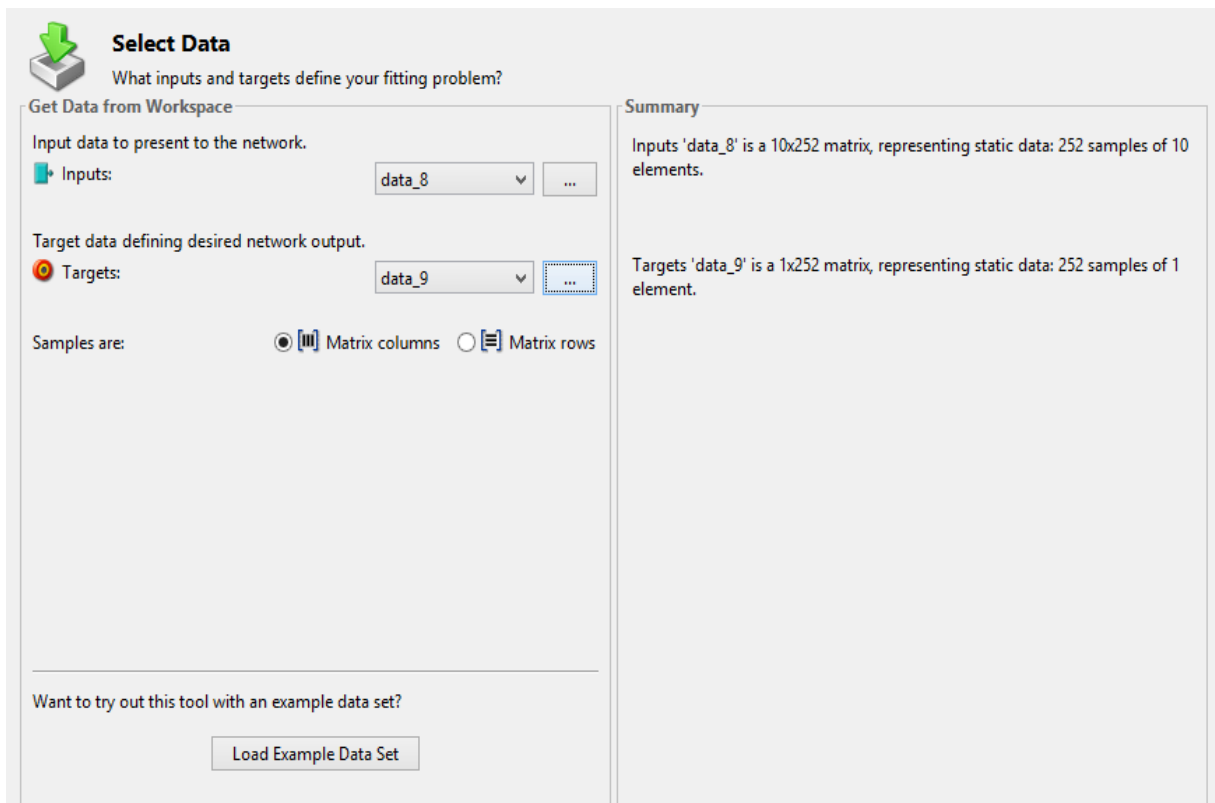 Select Data
What inputs and targets define your fitting problem?
Get Data from Workspace
Input data to present to the network.
Inputs:
data_8
...
Target data defining desired network output.
Targets:
data_9
...
Samples are:
Matrix columns
Matrix rows
Want to try out this tool with an example data set?
Load Example Data Set
Summary
Inputs 'data_8' is a 10x252 matrix, representing static data: 252 samples of 10
elements.
Targets 'data_9' is a 1x252 matrix, representing static data: 252 samples of 1
element.